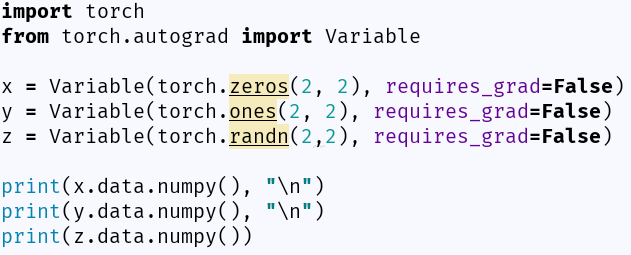 import torch
from torch.autograd import Variable
x = Variable(torch.zeros(2, 2), requires_grad=False)
y = Variable(torch.ones(2, 2), requires_grad=False)
z = Variable(torch.randn(2,2), requires_grad=False)
print(x.data.numpy(), "\n")
print(y.data.numpy(), "\n")
print(z.data.numpy())